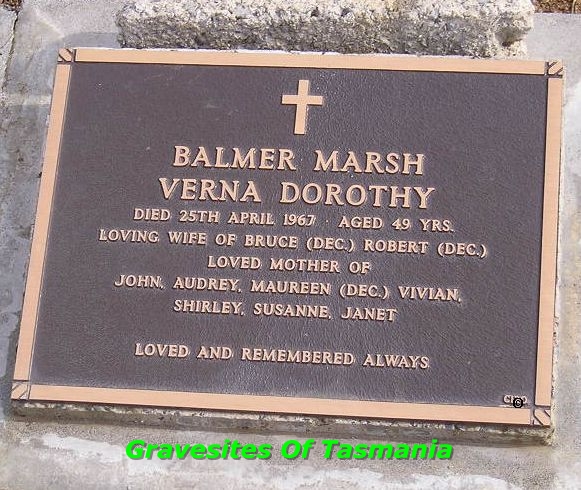 BALMER MARSH
VERNA DOROTHY
DIED 25TH APRIL 1967 · AGED 49 YRS.
LOVING WIFE OF BRUCE (DEC.) ROBERT (DEC.)
LOVED MOTHER OF
JOHN, AUDREY, MAUREEN (DEC.) VIVIAN,
SHIRLEY, SUSANNE, JANET
LOVED AND REMEMBERED ALWAYS
©
Gravesites Of Tasmania